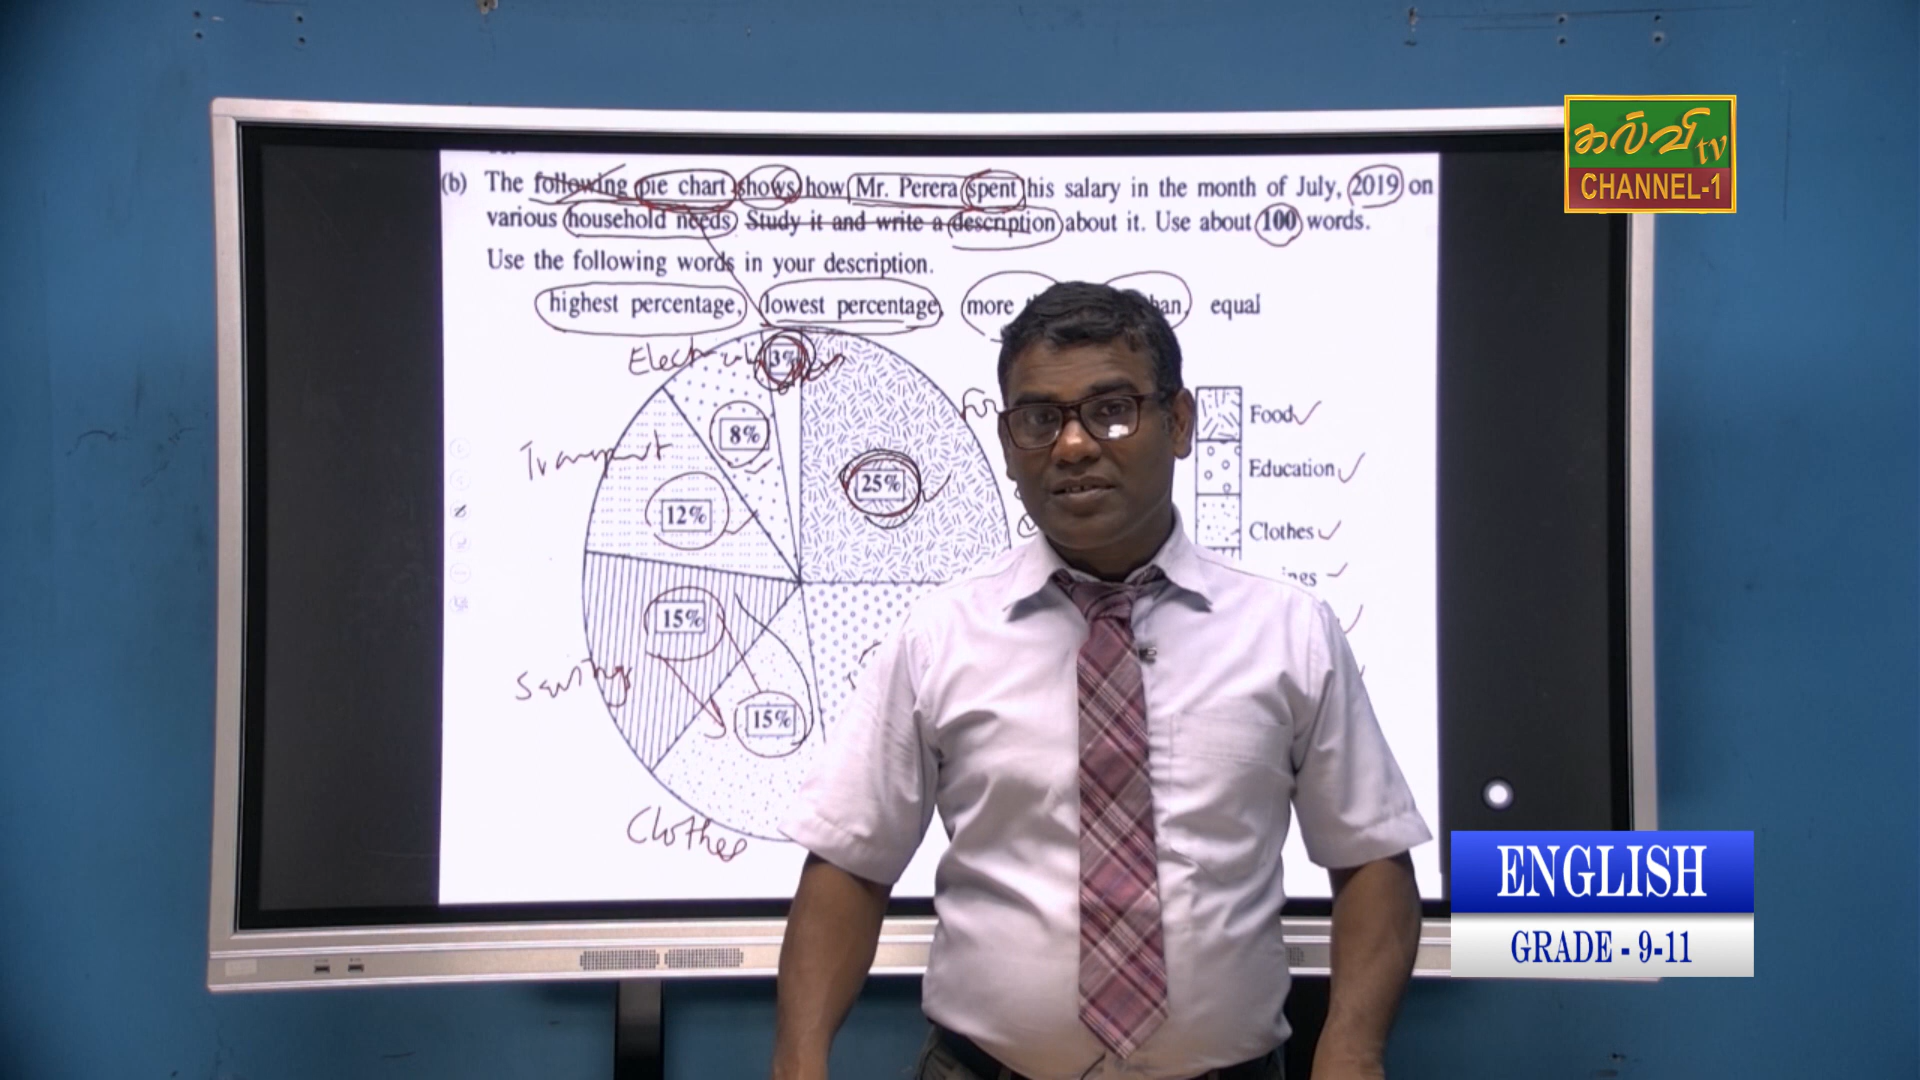 (b) The following pie chart shows how Mr. Perera spent his salary in the month of July, 2019 on
various household needs. Study it and write a description about it. Use about 100 words.
Use the following words in your description.
highest percentage, lowest percentage, more han, equal
கல்வி tv
CHANNEL-1
3%
8%
25%
12%
15%
15%
Transport
Saving
Clothes
Food
Education
Clothes
ENGLISH
GRADE - 9-11